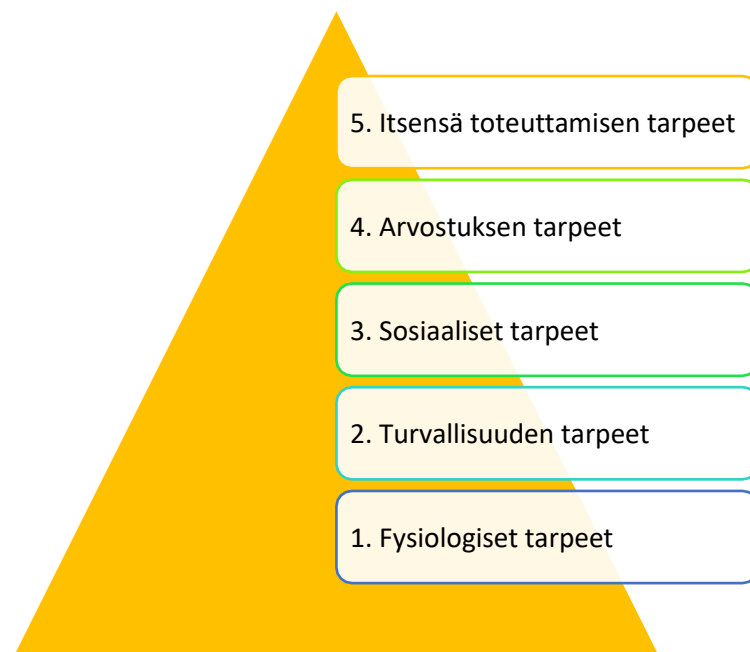 5. Itsensä toteuttamisen tarpeet
4. Arvostuksen tarpeet
3. Sosiaaliset tarpeet
2. Turvallisuuden tarpeet
1. Fysiologiset tarpeet